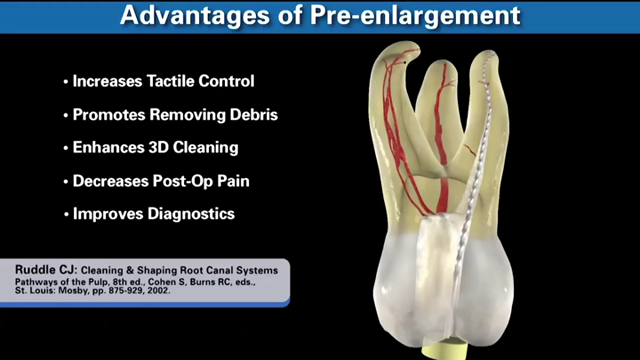 Advantages of Pre-enlargement
• Increases Tactile Control
• Promotes Removing Debris
• Enhances 3D Cleaning
• Decreases Post-Op Pain
• Improves Diagnostics
Ruddle CJ: Cleaning & Shaping Root Canal Systems
Pathways of the Pulp, 8th ed., Cohen S, Burns RC, eds.,
St. Louis: Mosby, pp. 875-929, 2002.